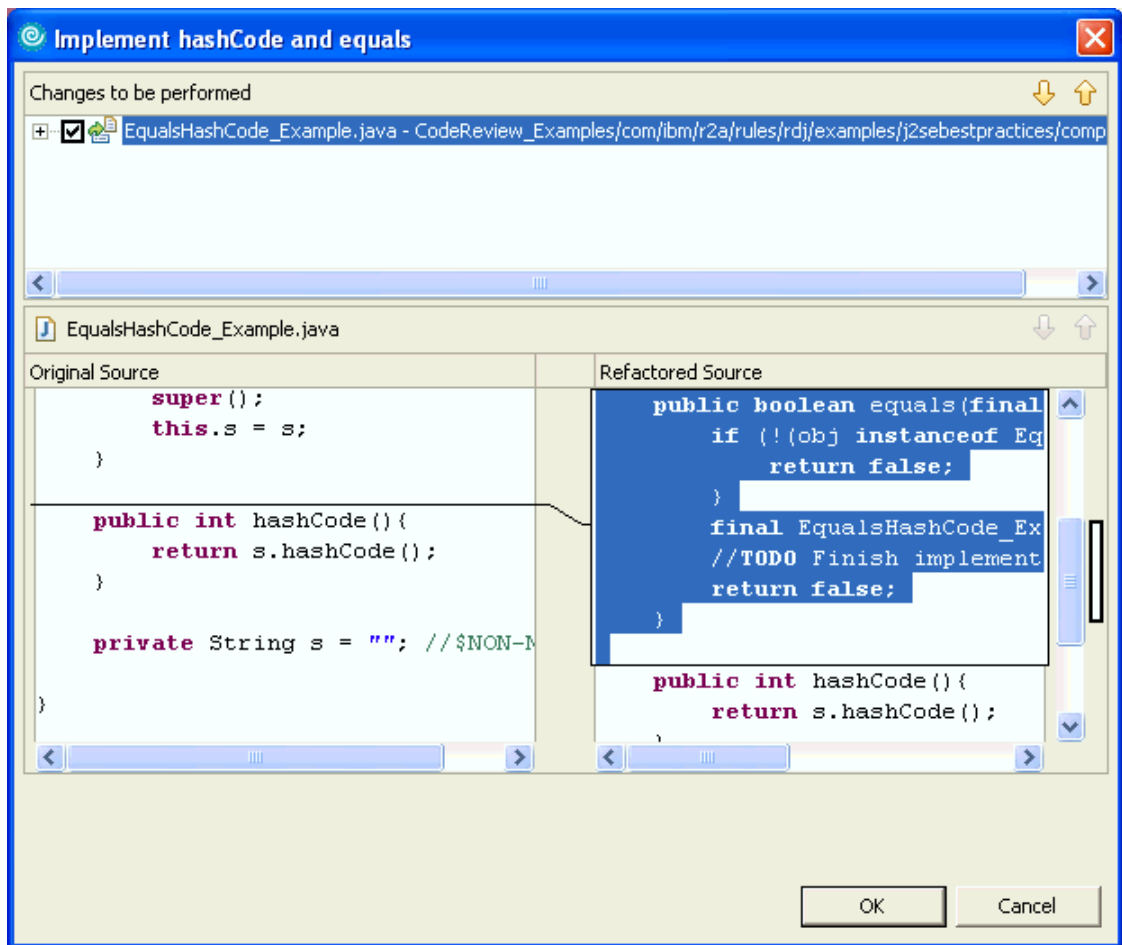 Implement hashCode and equals
Changes to be performed
EqualsHashCode_Example.java - CodeReview_Examples/com/ibm/r2a/rules/rdj/examples/j2sebestpractices/comp
EqualsHashCode_Example.java
Original Source
super();
this.s = s;
}
public int hashCode(){
return s.hashCode();
}
private String s = ""; //$NON-N
}
Refactored Source
public boolean equals(final
if (!(obj instanceof Eq
return false;
}
final EqualsHashCode_Ex
//TODO Finish implement
return false;
}
public int hashCode(){
return s.hashCode();
}
OK
Cancel